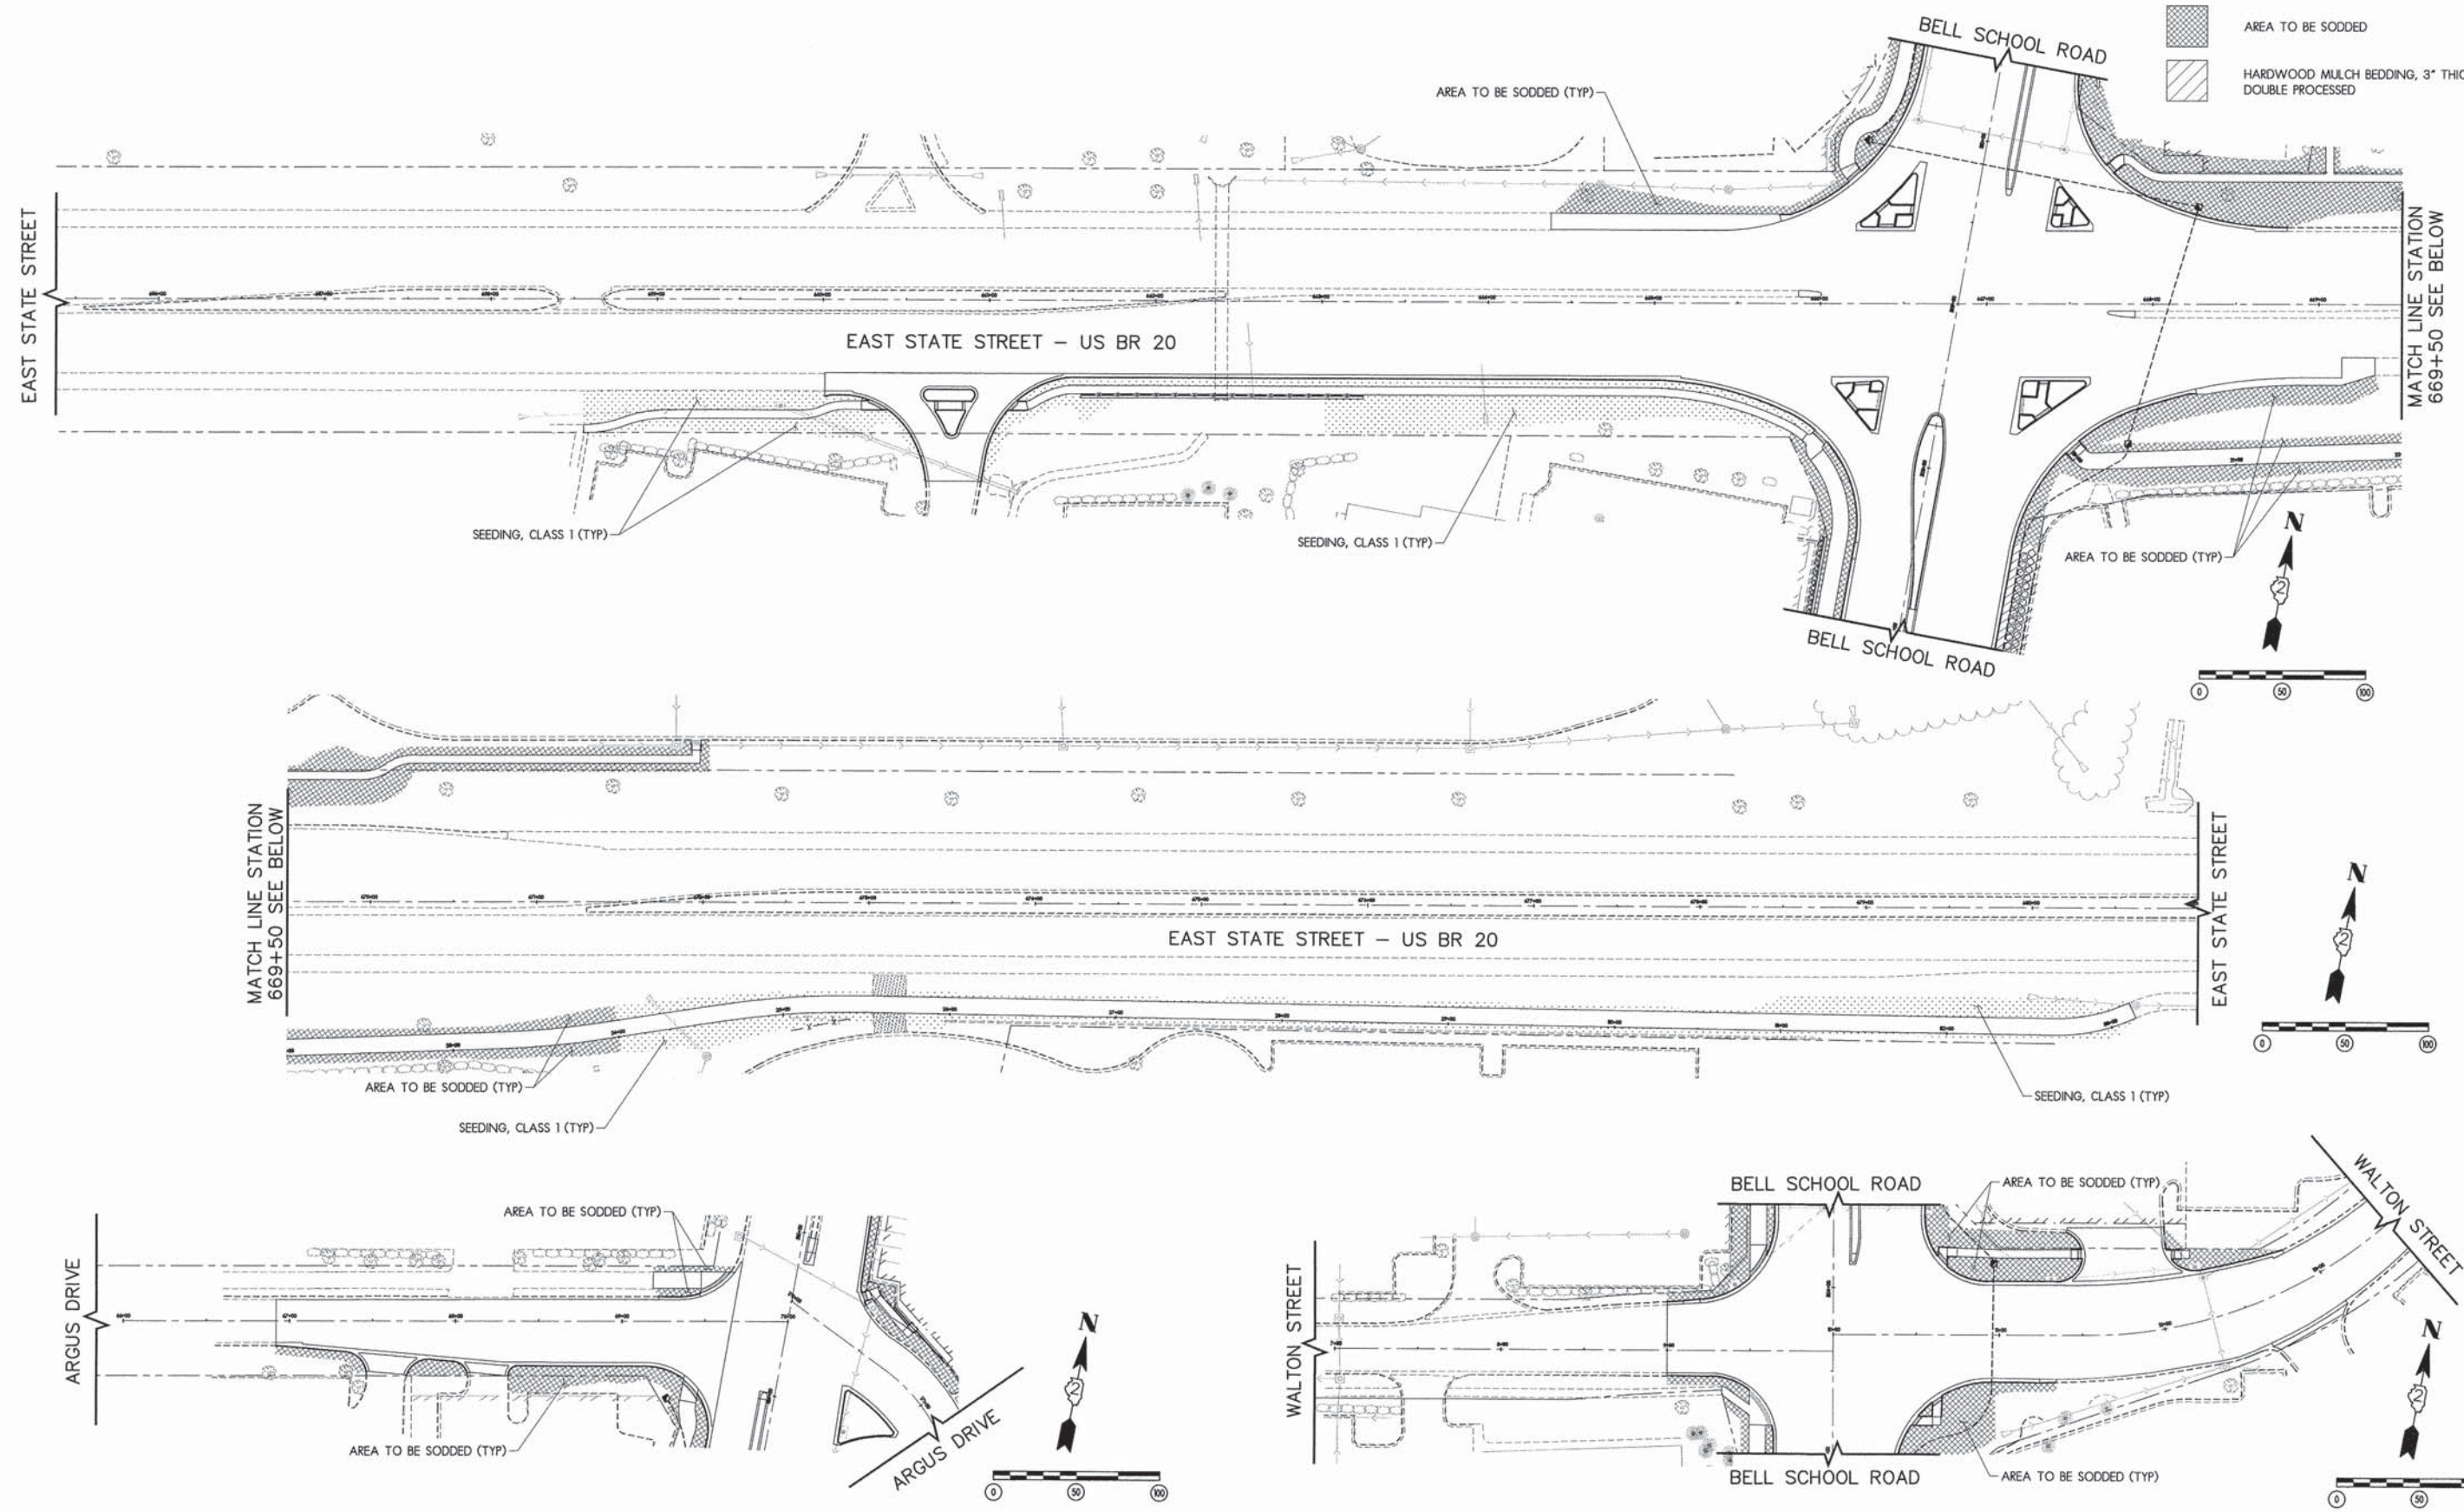 BELL SCHOOL ROAD
AREA TO BE SODDED
HARDWOOD MULCH BEDDING, 3" THIC
DOUBLE PROCESSED
AREA TO BE SODDED (TYP)
EAST STATE STREET
EAST STATE STREET – US BR 20
MATCH LINE STATION
669+50 SEE BELOW
SEEDING, CLASS 1 (TYP)
SEEDING, CLASS 1 (TYP)
AREA TO BE SODDED (TYP)
BELL SCHOOL ROAD
N
2
0
50
100
MATCH LINE STATION
669+50 SEE BELOW
EAST STATE STREET – US BR 20
EAST STATE STREET
AREA TO BE SODDED (TYP)
SEEDING, CLASS 1 (TYP)
SEEDING, CLASS 1 (TYP)
N
2
0
50
100
ARGUS DRIVE
AREA TO BE SODDED (TYP)
AREA TO BE SODDED (TYP)
ARGUS DRIVE
N
2
0
50
100
WALTON STREET
BELL SCHOOL ROAD
AREA TO BE SODDED (TYP)
WALTON STREET
BELL SCHOOL ROAD
AREA TO BE SODDED (TYP)
N
2
0
50